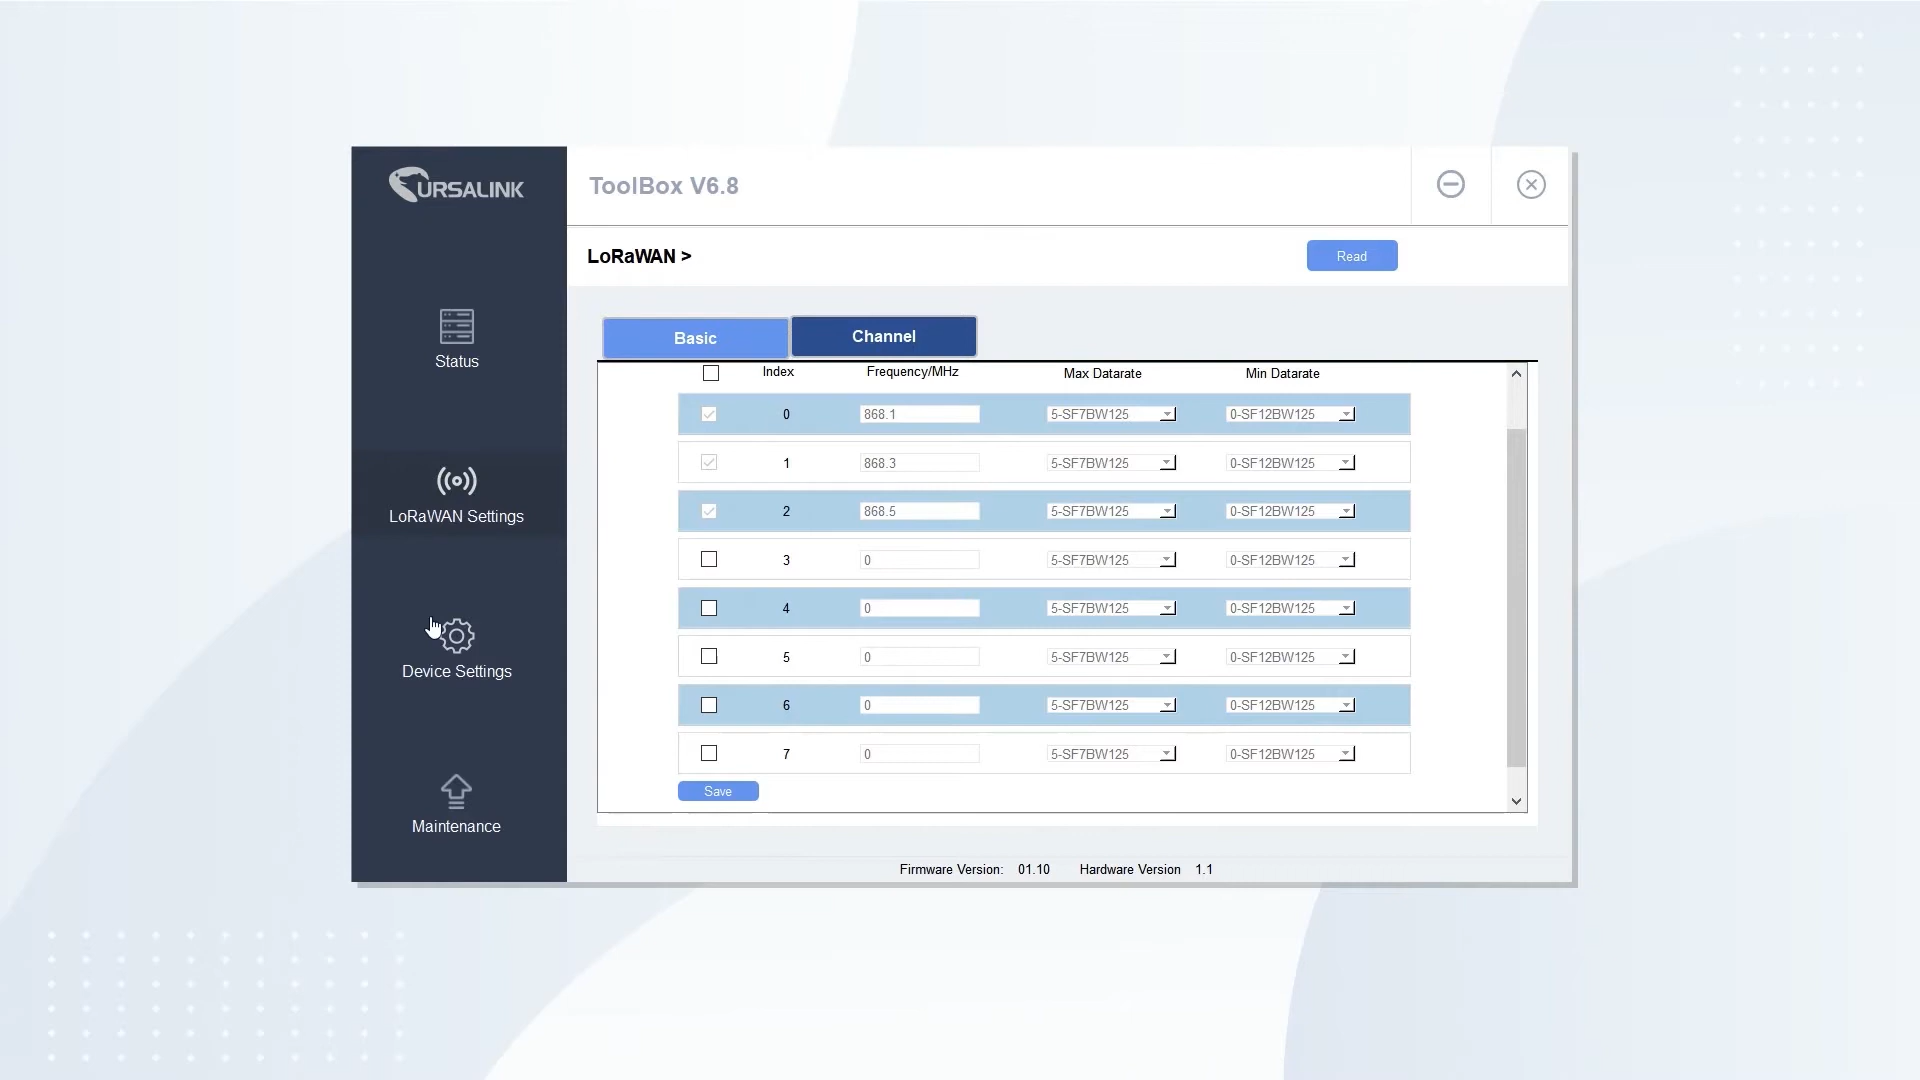 URSALINK
ToolBox V6.8
LoRaWAN >
Read
Status
LoRaWAN Settings
Device Settings
Maintenance
Basic
Channel
Index Frequency/MHz Max Datarate Min Datarate
0 868.1 5-SF7BW125 0-SF12BW125
1 868.3 5-SF7BW125 0-SF12BW125
2 868.5 5-SF7BW125 0-SF12BW125
3 0 5-SF7BW125 0-SF12BW125
4 0 5-SF7BW125 0-SF12BW125
5 0 5-SF7BW125 0-SF12BW125
6 0 5-SF7BW125 0-SF12BW125
7 0 5-SF7BW125 0-SF12BW125
Save
Firmware Version: 01.10 Hardware Version 1.1